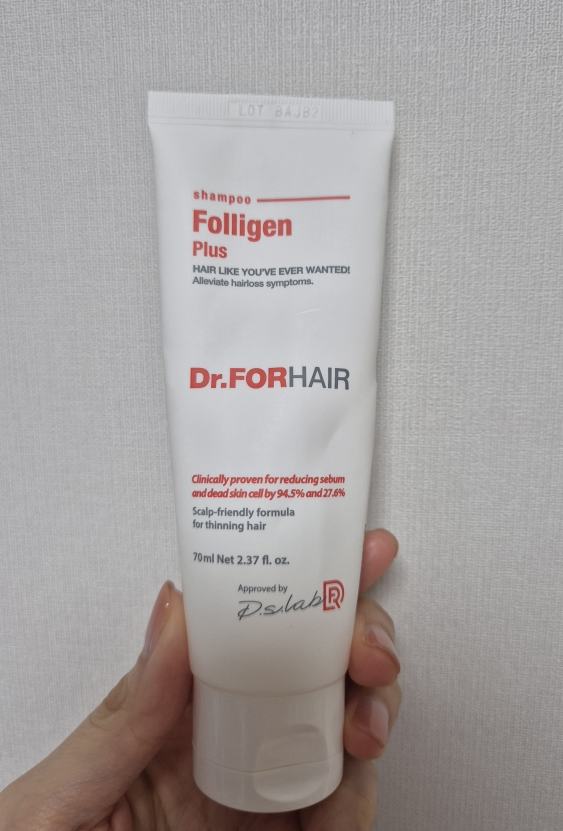 LOT BAJB2
shampoo
Folligen
Plus
HAIR LIKE YOU'VE EVER WANTED!
Alleviate hairloss symptoms.
Dr.FORHAIR
Clinically proven for reducing sebum
and dead skin cell by 94.5% and 27.6%
Scalp-friendly formula
for thinning hair
70ml Net 2.37 fl. oz.
Approved by
D.s.lab